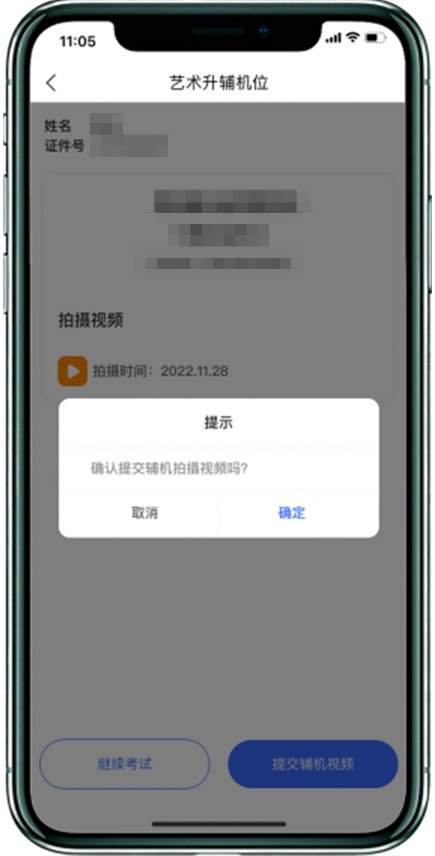 11:05
艺术升辅机位
姓名
证件号
拍摄视频
拍摄时间：2022.11.28
提示
确认提交辅机拍摄视频吗?
取消 确定
继续考试 提交辅机视频